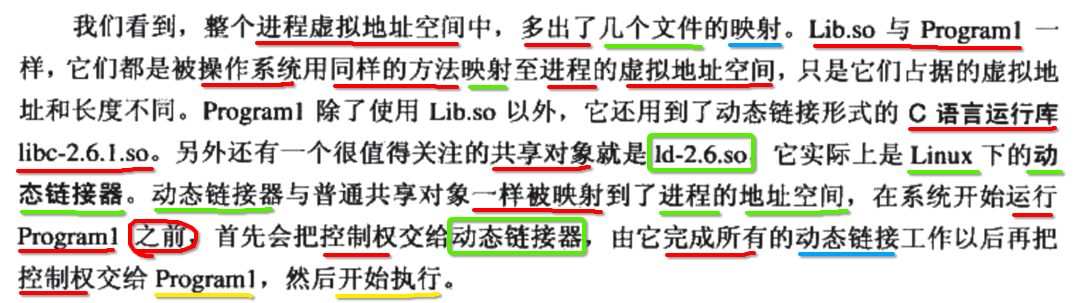 我们看到，整个进程虚拟地址空间中，多出了几个文件的映射。Lib.so 与 Program1 一
样，它们都是被操作系统用同样的方法映射至进程的虚拟地址空间，只是它们占据的虚拟地
址和长度不同。Program1 除了使用 Lib.so 以外，它还用到了动态链接形式的 C 语言运行库
libc-2.6.1.so。另外还有一个很值得关注的共享对象就是 ld-2.6.so，它实际上是 Linux 下的动
态链接器。动态链接器与普通共享对象一样被映射到了进程的地址空间，在系统开始运行
Program1 之前，首先会把控制权交给动态链接器，由它完成所有的动态链接工作以后再把
控制权交给 Program1，然后开始执行。